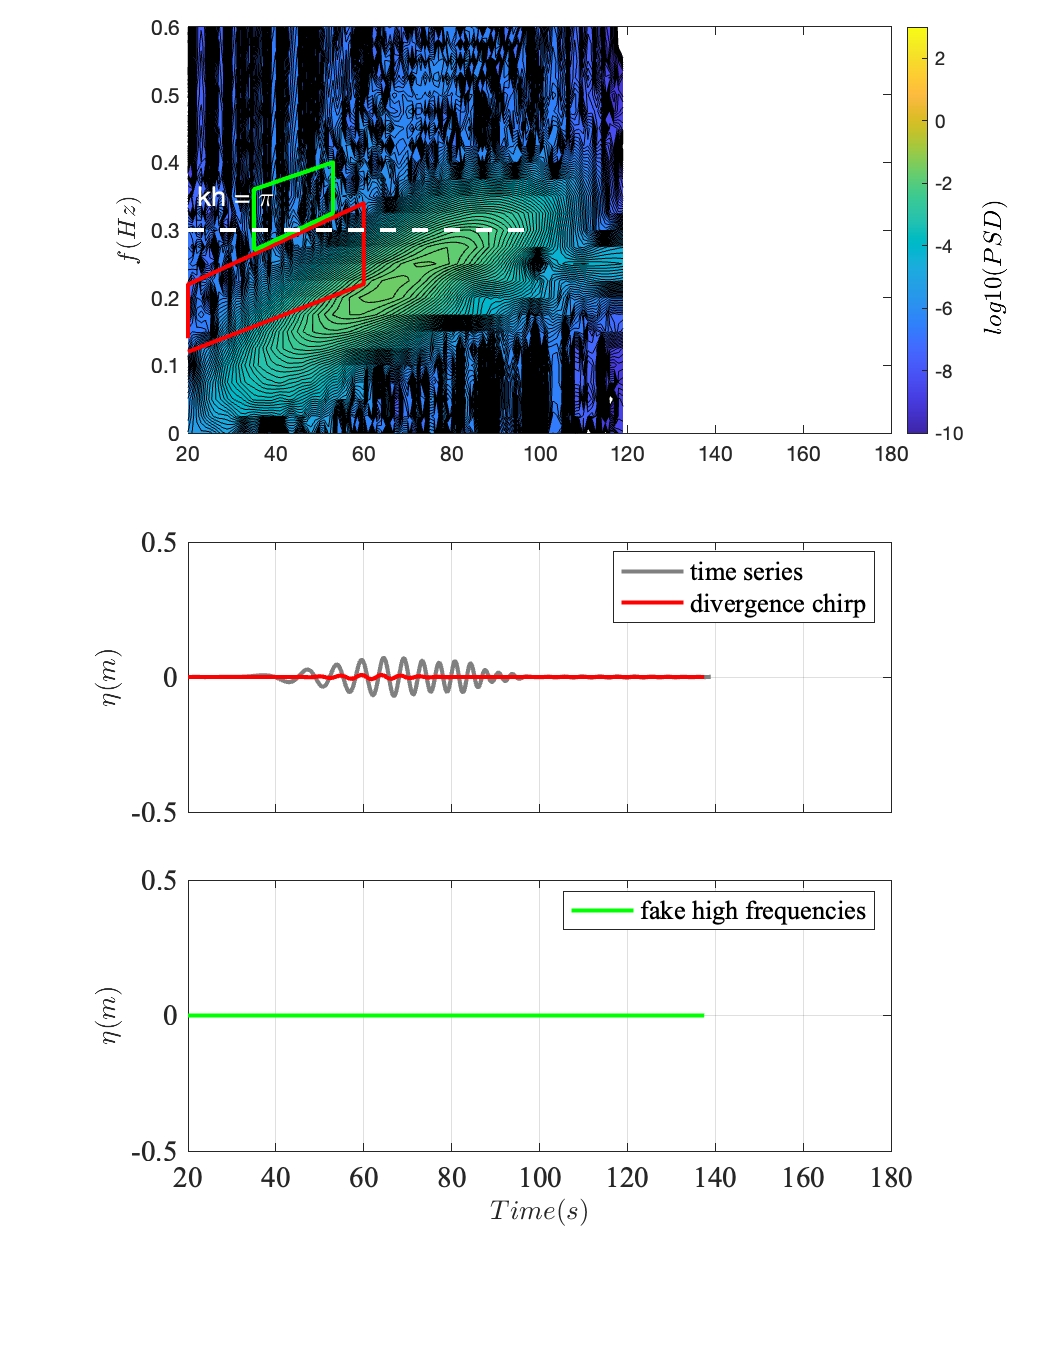 0.6
0.5
0.4
0.3
0.2
0.1
0
f(Hz)
kh = π
20 40 60 80 100 120 140 160 180
2
0
-2
-4
-6
-8
-10
log10(PSD)
0.5
0
-0.5
η(m)
time series
divergence chirp
0.5
0
-0.5
η(m)
fake high frequencies
20 40 60 80 100 120 140 160 180
Time(s)